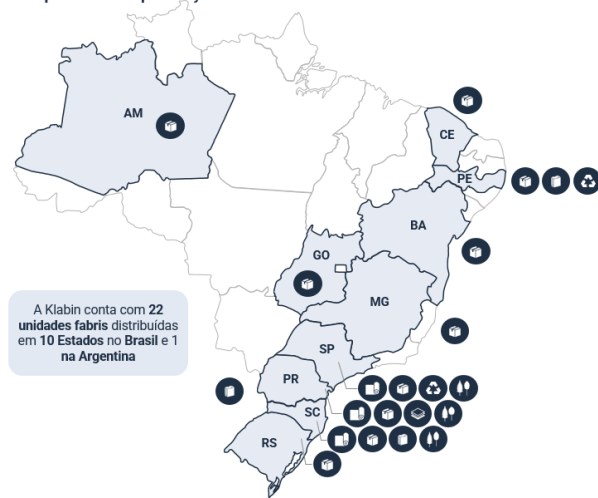 AM
CE
PE
BA
GO
MG
A Klabin conta com 22
unidades fabris distribuídas
em 10 Estados no Brasil e 1
na Argentina
SP
PR
SC
RS